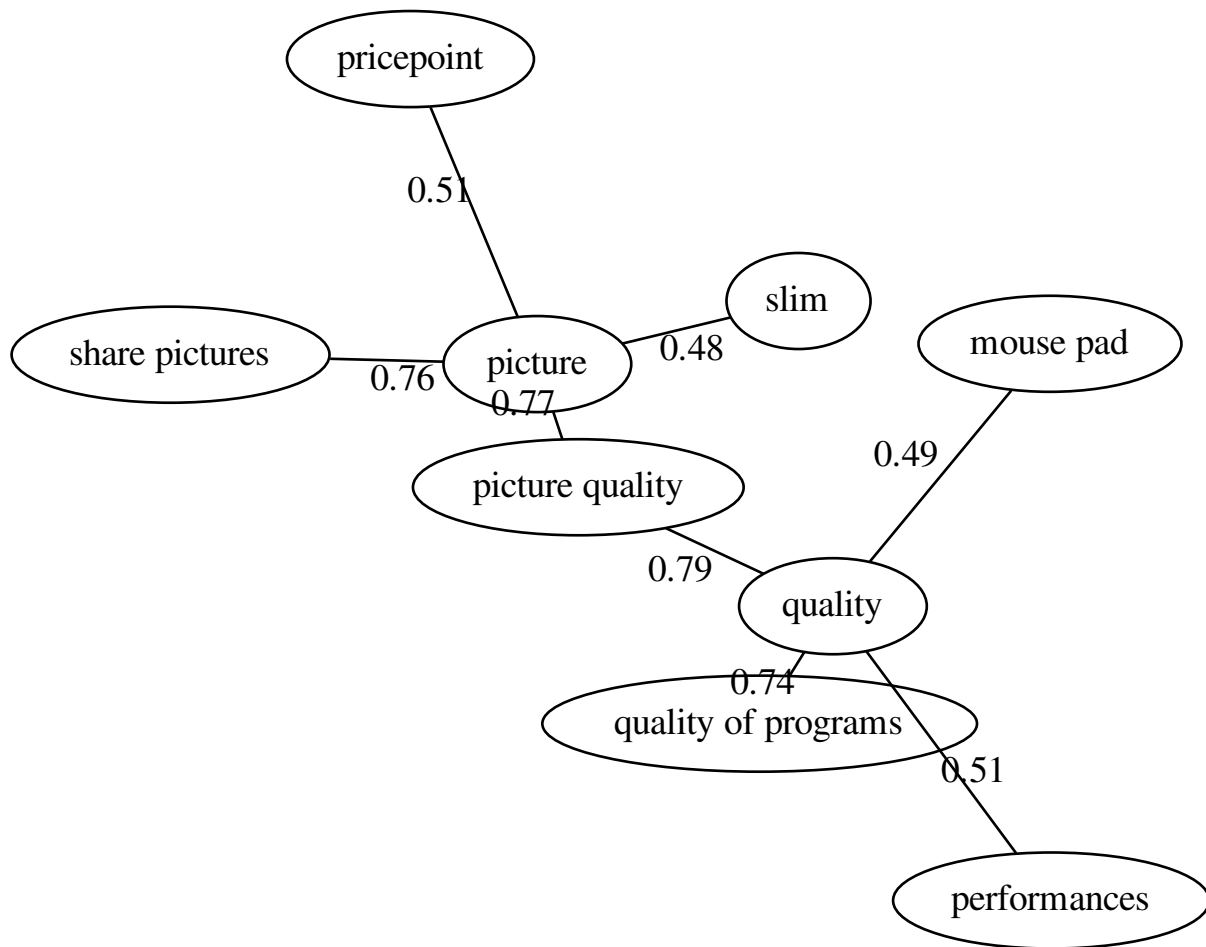 pricepoint
0.51
slim
share pictures
picture
mouse pad
0.48
0.76
0.77
0.49
picture quality
0.79
quality
0.74
quality of programs
0.51
performances